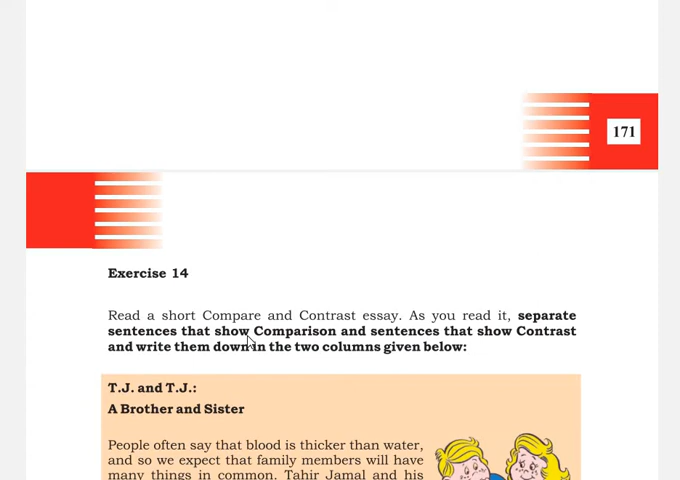 171
Exercise 14
Read a short Compare and Contrast essay. As you read it, separate
sentences that show Comparison and sentences that show Contrast
and write them down in the two columns given below:
T.J. and T.J.:
A Brother and Sister
People often say that blood is thicker than water,
and so we expect that family members will have
many things in common. Tahir Jamal and his